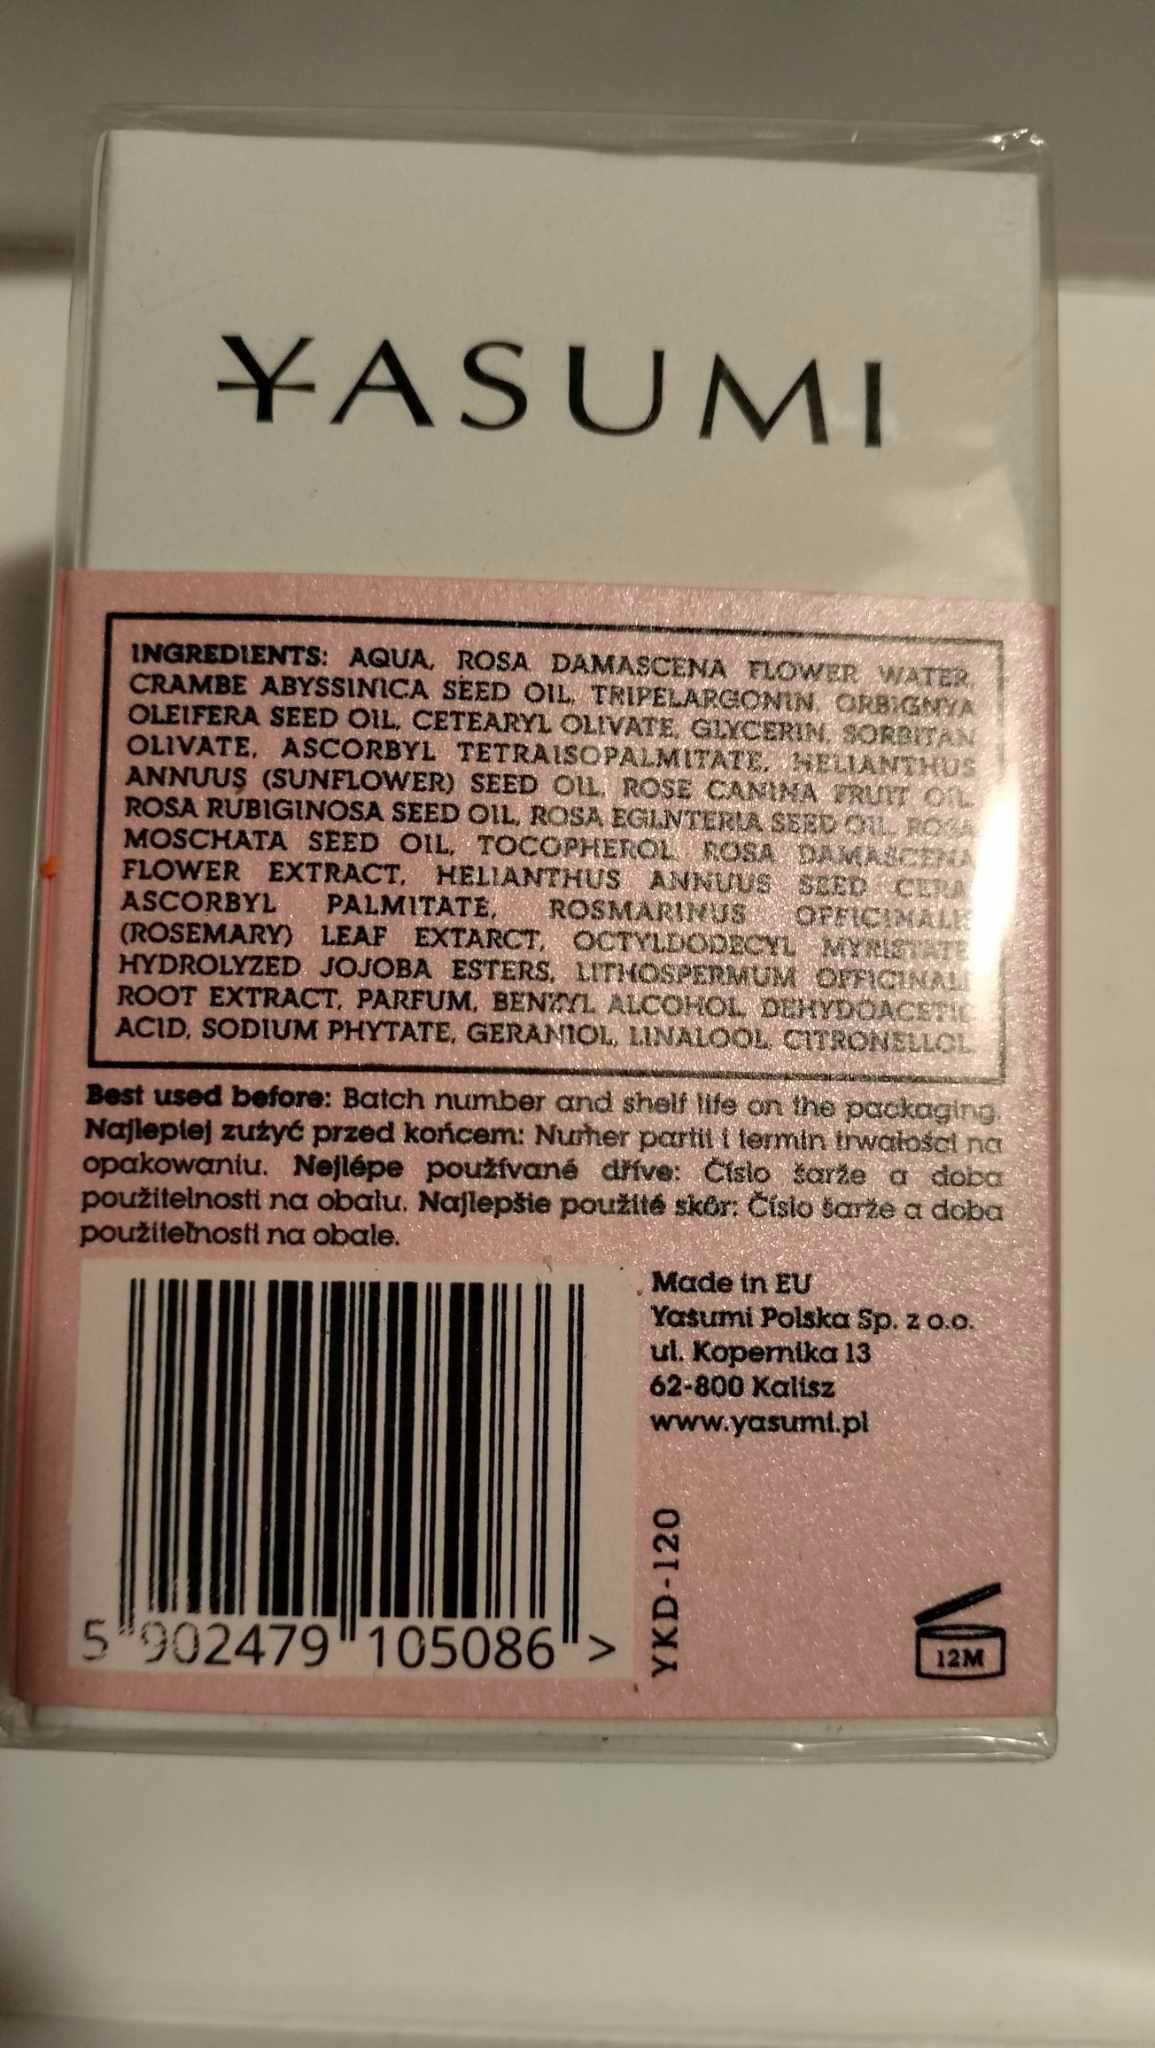 YASUMI
INGREDIENTS: AQUA, ROSA DAMASCENA FLOWER WATER,
CRAMBE ABYSSINICA SEED OIL, TRIPELARGONIN, ORBIGNYA
OLEIFERA SEED OIL, CETEARYL OLIVATE, GLYCERIN, SORBITAN
OLIVATE, ASCORBYL TETRAISOPALMITATE, HELIANTHUS
ANNUUS (SUNFLOWER) SEED OIL, ROSE CANINA FRUIT OIL,
ROSA RUBIGINOSA SEED OIL, ROSA EGLNTERIA SEED OIL, ROSA
MOSCHATA SEED OIL, TOCOPHEROL, ROSA DAMASCENA
FLOWER EXTRACT, HELIANTHUS ANNUUS SEED CERA,
ASCORBYL PALMITATE, ROSMARINUS OFFICINALIS
(ROSEMARY) LEAF EXTARCT, OCTYLDODECYL MYRISTATE,
HYDROLYZED JOJOBA ESTERS, LITHOSPERMUM OFFICINALE
ROOT EXTRACT, PARFUM, BENZYL ALCOHOL, DEHYDOACETIC
ACID, SODIUM PHYTATE, GERANIOL, LINALOOL, CITRONELLOL
Best used before: Batch number and shelf life on the packaging.
Najlepiej zużyć przed końcem: Numer partii i termin trwałości na
opakowaniu. Nejlépe používané dříve: Číslo šarže a doba
použitelnosti na obalu. Najlepšie použité skôr: Číslo šarže a doba
použiteľnosti na obale.
Made in EU
Yasumi Polska Sp. z o.o.
ul. Kopernika 13
62-800 Kalisz
www.yasumi.pl
YKD-120
12M
5 902479 105086 >